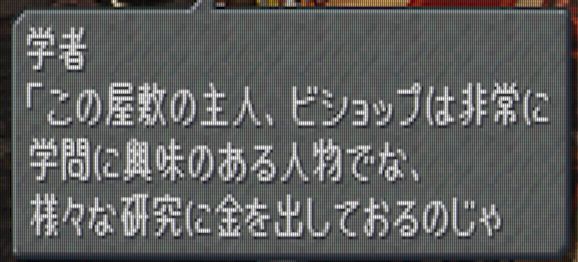 学者
「この屋敷の主人、ビショップは非常に
学問に興味のある人物でな、
様々な研究に金を出しておるのじゃ